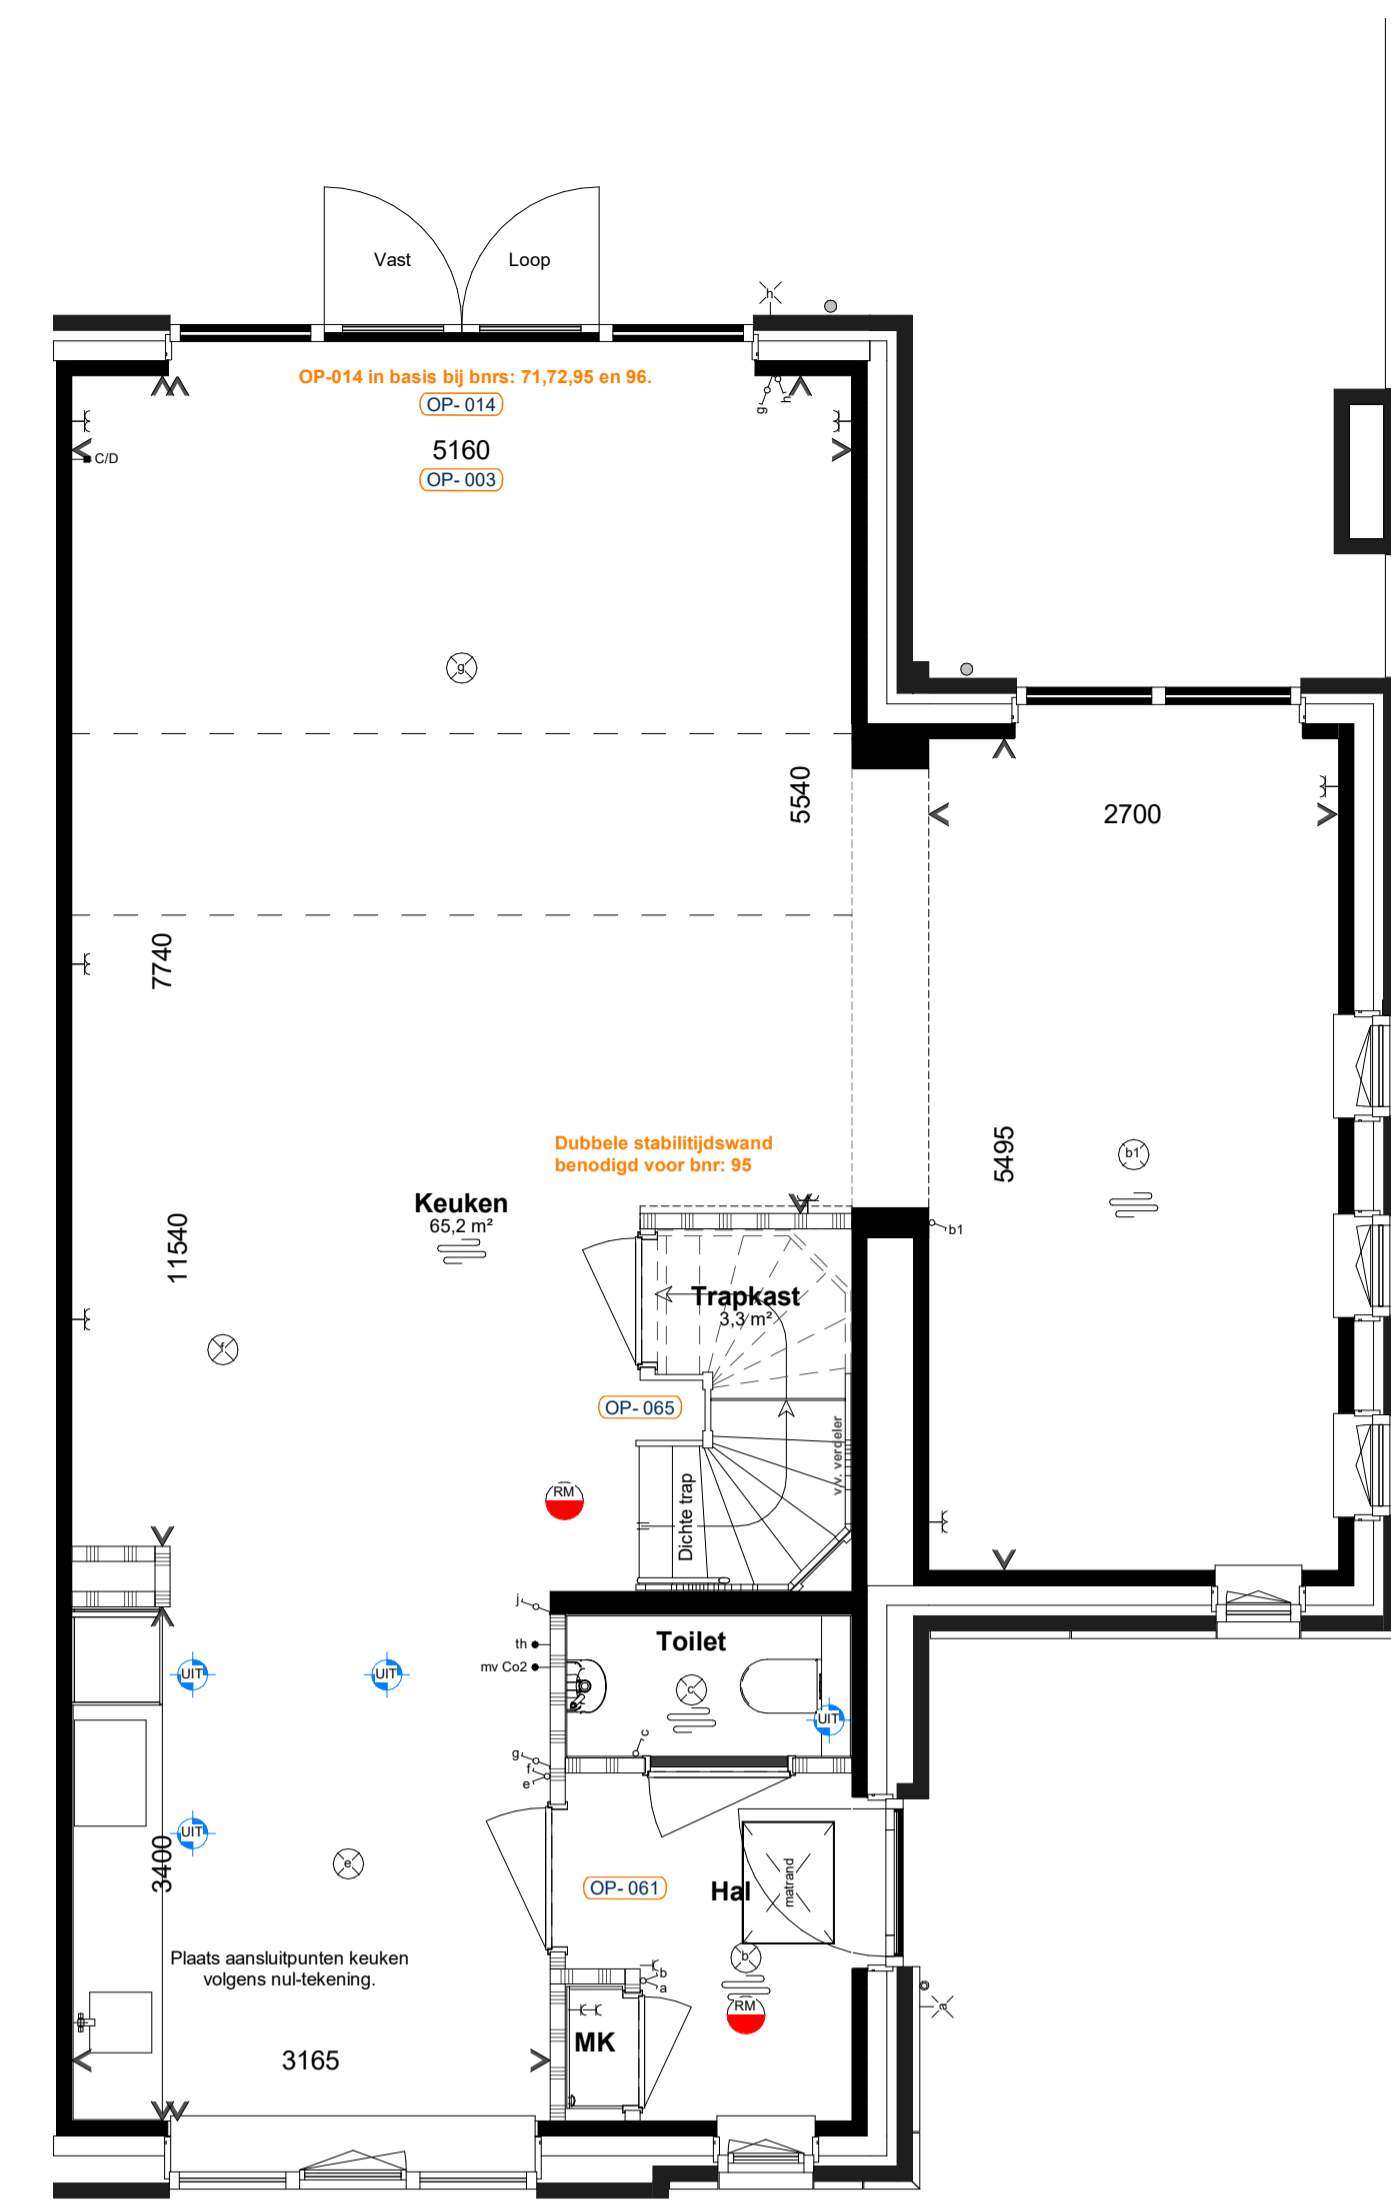 Vast
Loop
h
OP-014 in basis bij bnrs: 71,72,95 en 96.
OP- 014
g
h
5160
C/D
OP- 003
g
5540
2700
7740
Dubbele stabilitijdswand
benodigd voor bnr: 95
5495
b1
Keuken
65,2 m²
b1
11540
Trapkast
3,3 m²
f
OP- 065
v.v. verdeler
RM
Dichte trap
j
th
Toilet
mv Co2
UIT
UIT
c
UIT
c
g
f
e
UIT
3400
e
OP- 061
Hal
matrand
Plaats aansluitpunten keuken
volgens nul-tekening.
b
b
a
RM
a
MK
3165